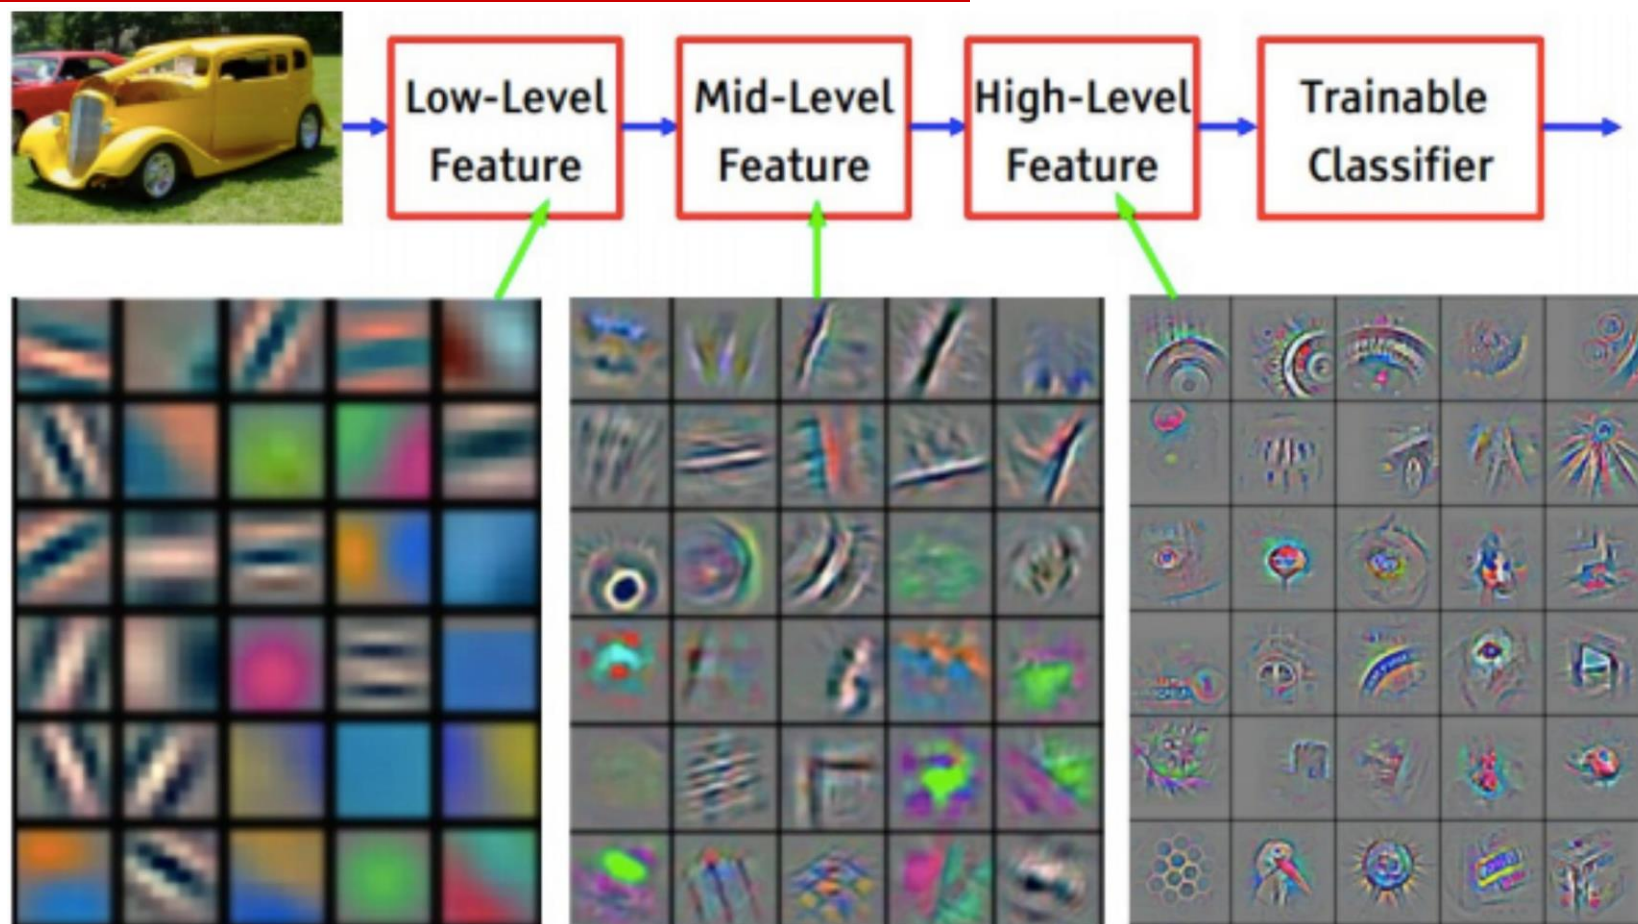 Low-Level
Feature
Mid-Level
Feature
High-Level
Feature
Trainable
Classifier